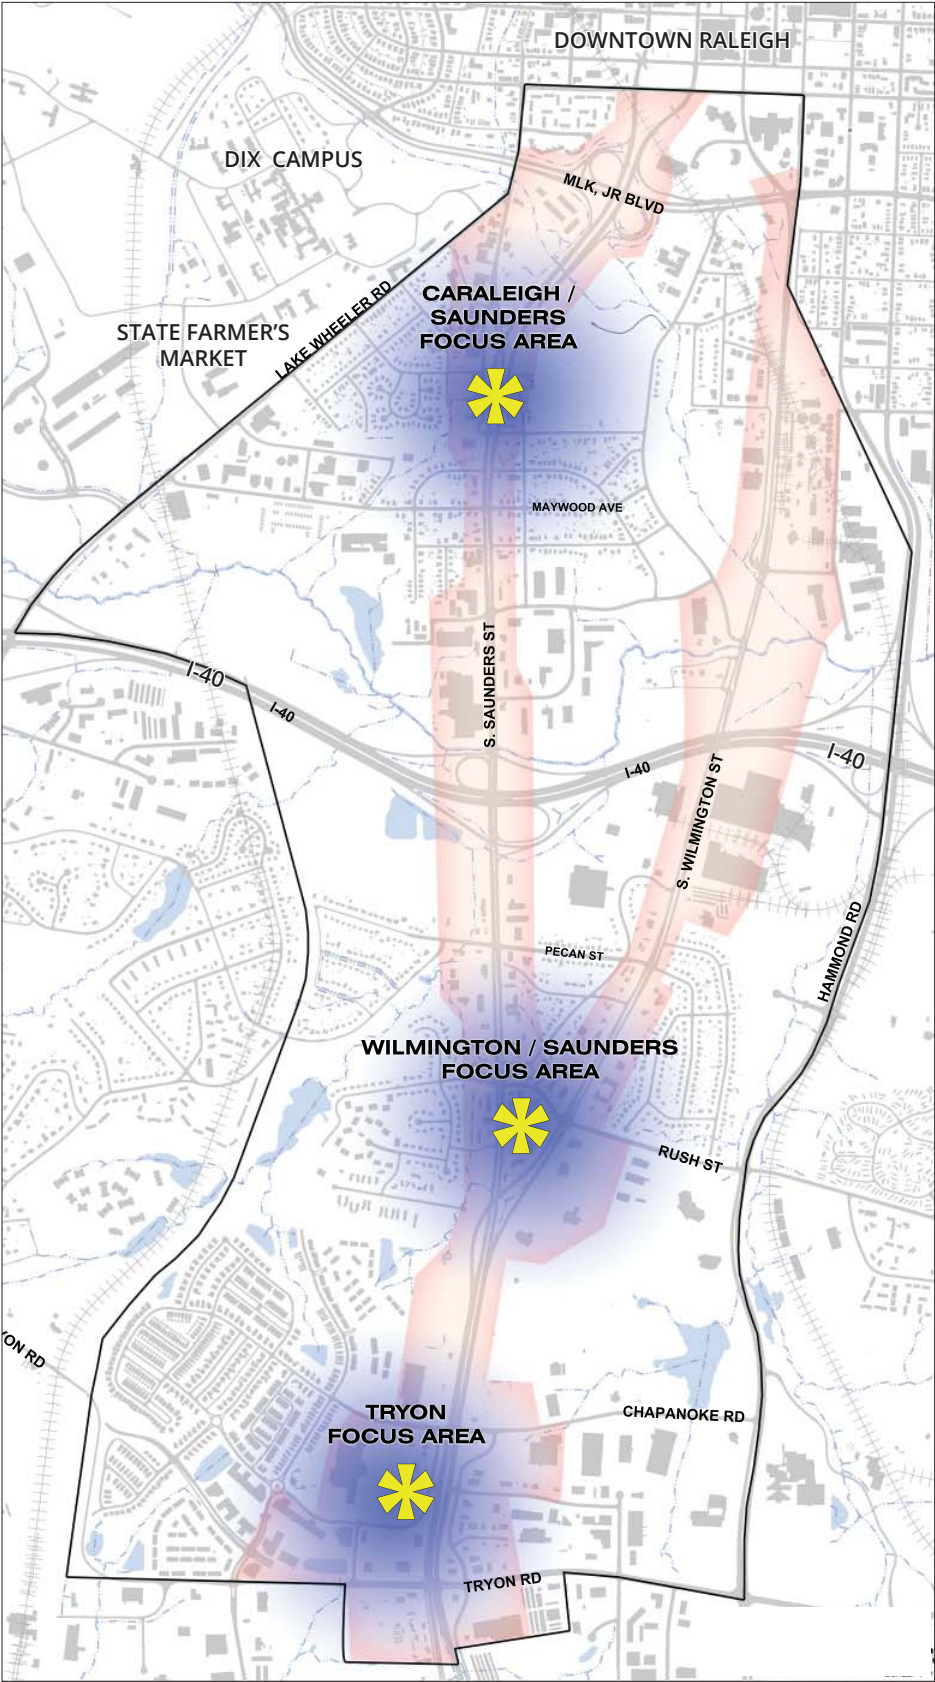 DOWNTOWN RALEIGH
DIX CAMPUS
MLK, JR BLVD
CARALEIGH /
SAUNDERS
FOCUS AREA
LAKE WHEELER RD
STATE FARMER'S
MARKET
MAYWOOD AVE
S. SAUNDERS ST
I-40
I-40
I-40
I-40
S. WILMINGTON ST
HAMMOND RD
PECAN ST
WILMINGTON / SAUNDERS
FOCUS AREA
RUSH ST
YON RD
TRYON
FOCUS AREA
CHAPANOKE RD
TRYON RD